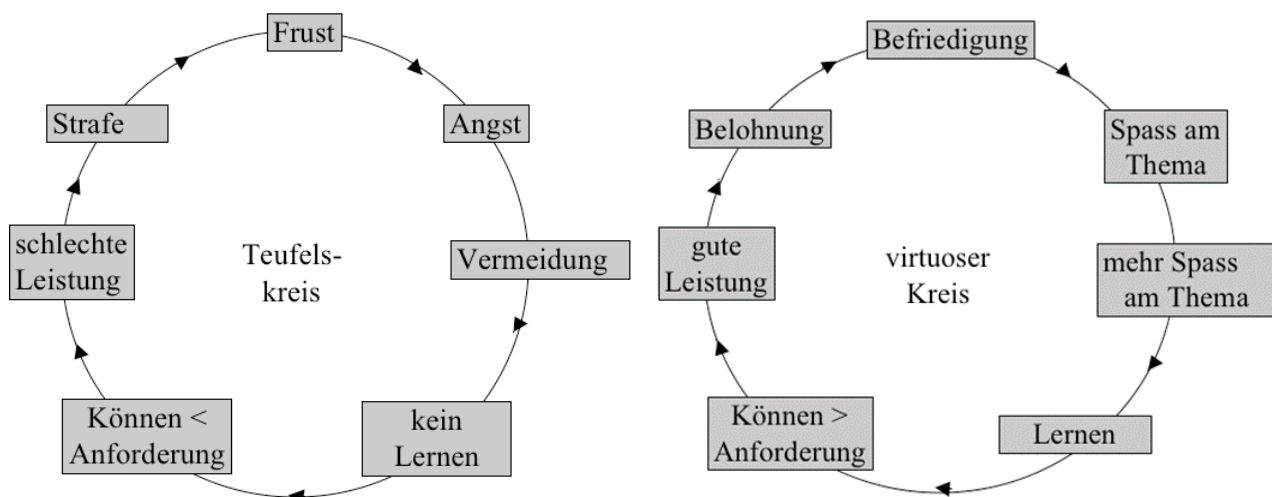 Frust
Angst
Vermeidung
kein
Lernen
Können <
Anforderung
schlechte
Leistung
Strafe
Teufels-
kreis
Befriedigung
Spass am
Thema
mehr Spass
am Thema
Lernen
Können >
Anforderung
gute
Leistung
Belohnung
virtuoser
Kreis